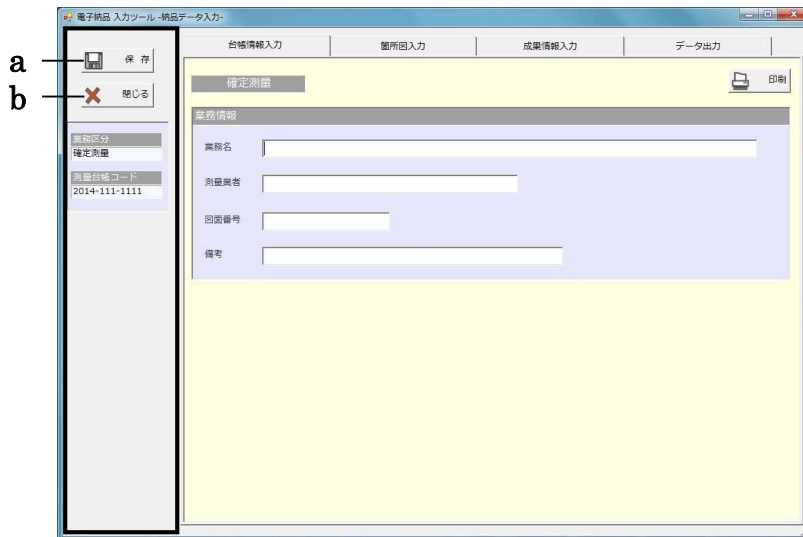 電子納品 入力ツール -納品データ入力-
a
保 存
b
閉じる
業務区分
確定測量
測量台帳コード
2014-111-1111
台帳情報入力
箇所図入力
成果情報入力
データ出力
確定測量
印刷
業務情報
業務名
測量業者
図面番号
備考